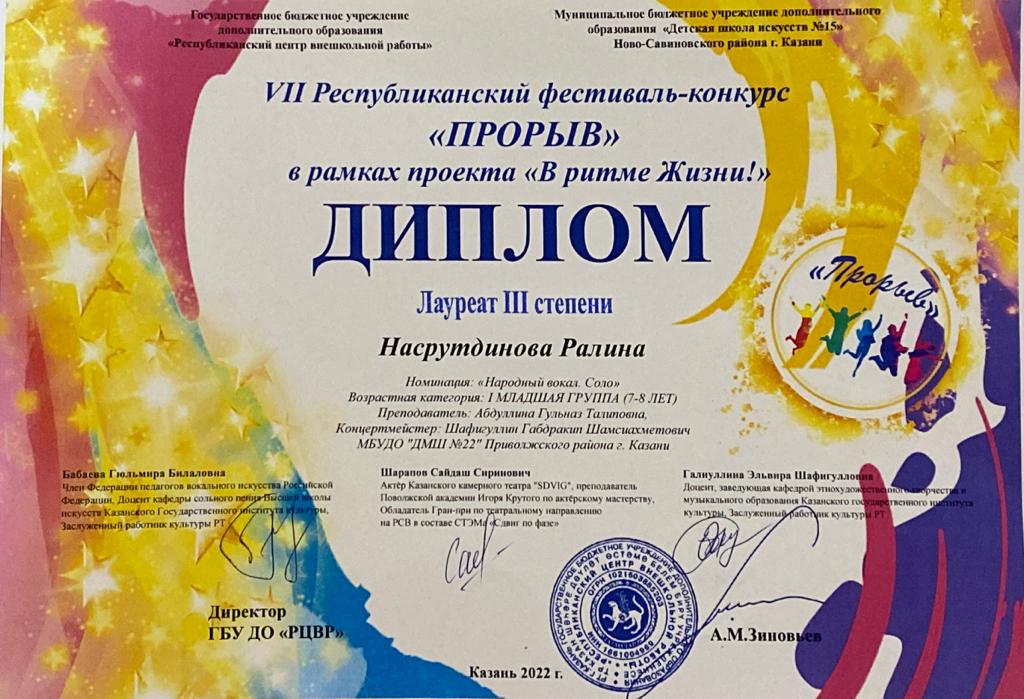 Государственное бюджетное учреждение
дополнительного образования
«Республиканский центр внешкольной работы»
Муниципальное бюджетное учреждение дополнительного
образования «Детская школа искусств №15»
Ново-Савиновского района г. Казани
VII Республиканский фестиваль-конкурс
«ПРОРЫВ»
в рамках проекта «В ритме Жизни!»
ДИПЛОМ
«Прорыв»
Лауреат III степени
Насрутдинова Ралина
Номинация: «Народный вокал. Соло»
Возрастная категория: I МЛАДШАЯ ГРУППА (7-8 ЛЕТ)
Преподаватель: Абдуллина Гульназ Талиповна,
Концертмейстер: Шафигуллин Габдракип Шамсиахметович
МБУДО "ДМШ №22" Приволжского района г. Казани
Бабаева Гюльмира Билаловна
Член Федерации педагогов вокального искусства Российской
Федерации, Доцент кафедры сольного пения Высшей школы
искусств Казанского Государственного института культуры,
Заслуженный работник культуры РТ
Шарапов Сайдаш Сиринович
Актёр Казанского камерного театра "SDVIG", преподаватель
Поволжской академии Игоря Крутого по актёрскому мастерству,
Обладатель Гран-при по театральному направлению
на РСВ в составе СТЭМа «Сдвиг по фазе»
Галиуллина Эльвира Шафигулловна
Доцент, заведующая кафедрой этнохудожественного творчества и
музыкального образования Казанского государственного института
культуры, Заслуженный работник культуры РТ
Директор
ГБУ ДО «РЦВР»
А.М.Зиновьев
Казань 2022 г.